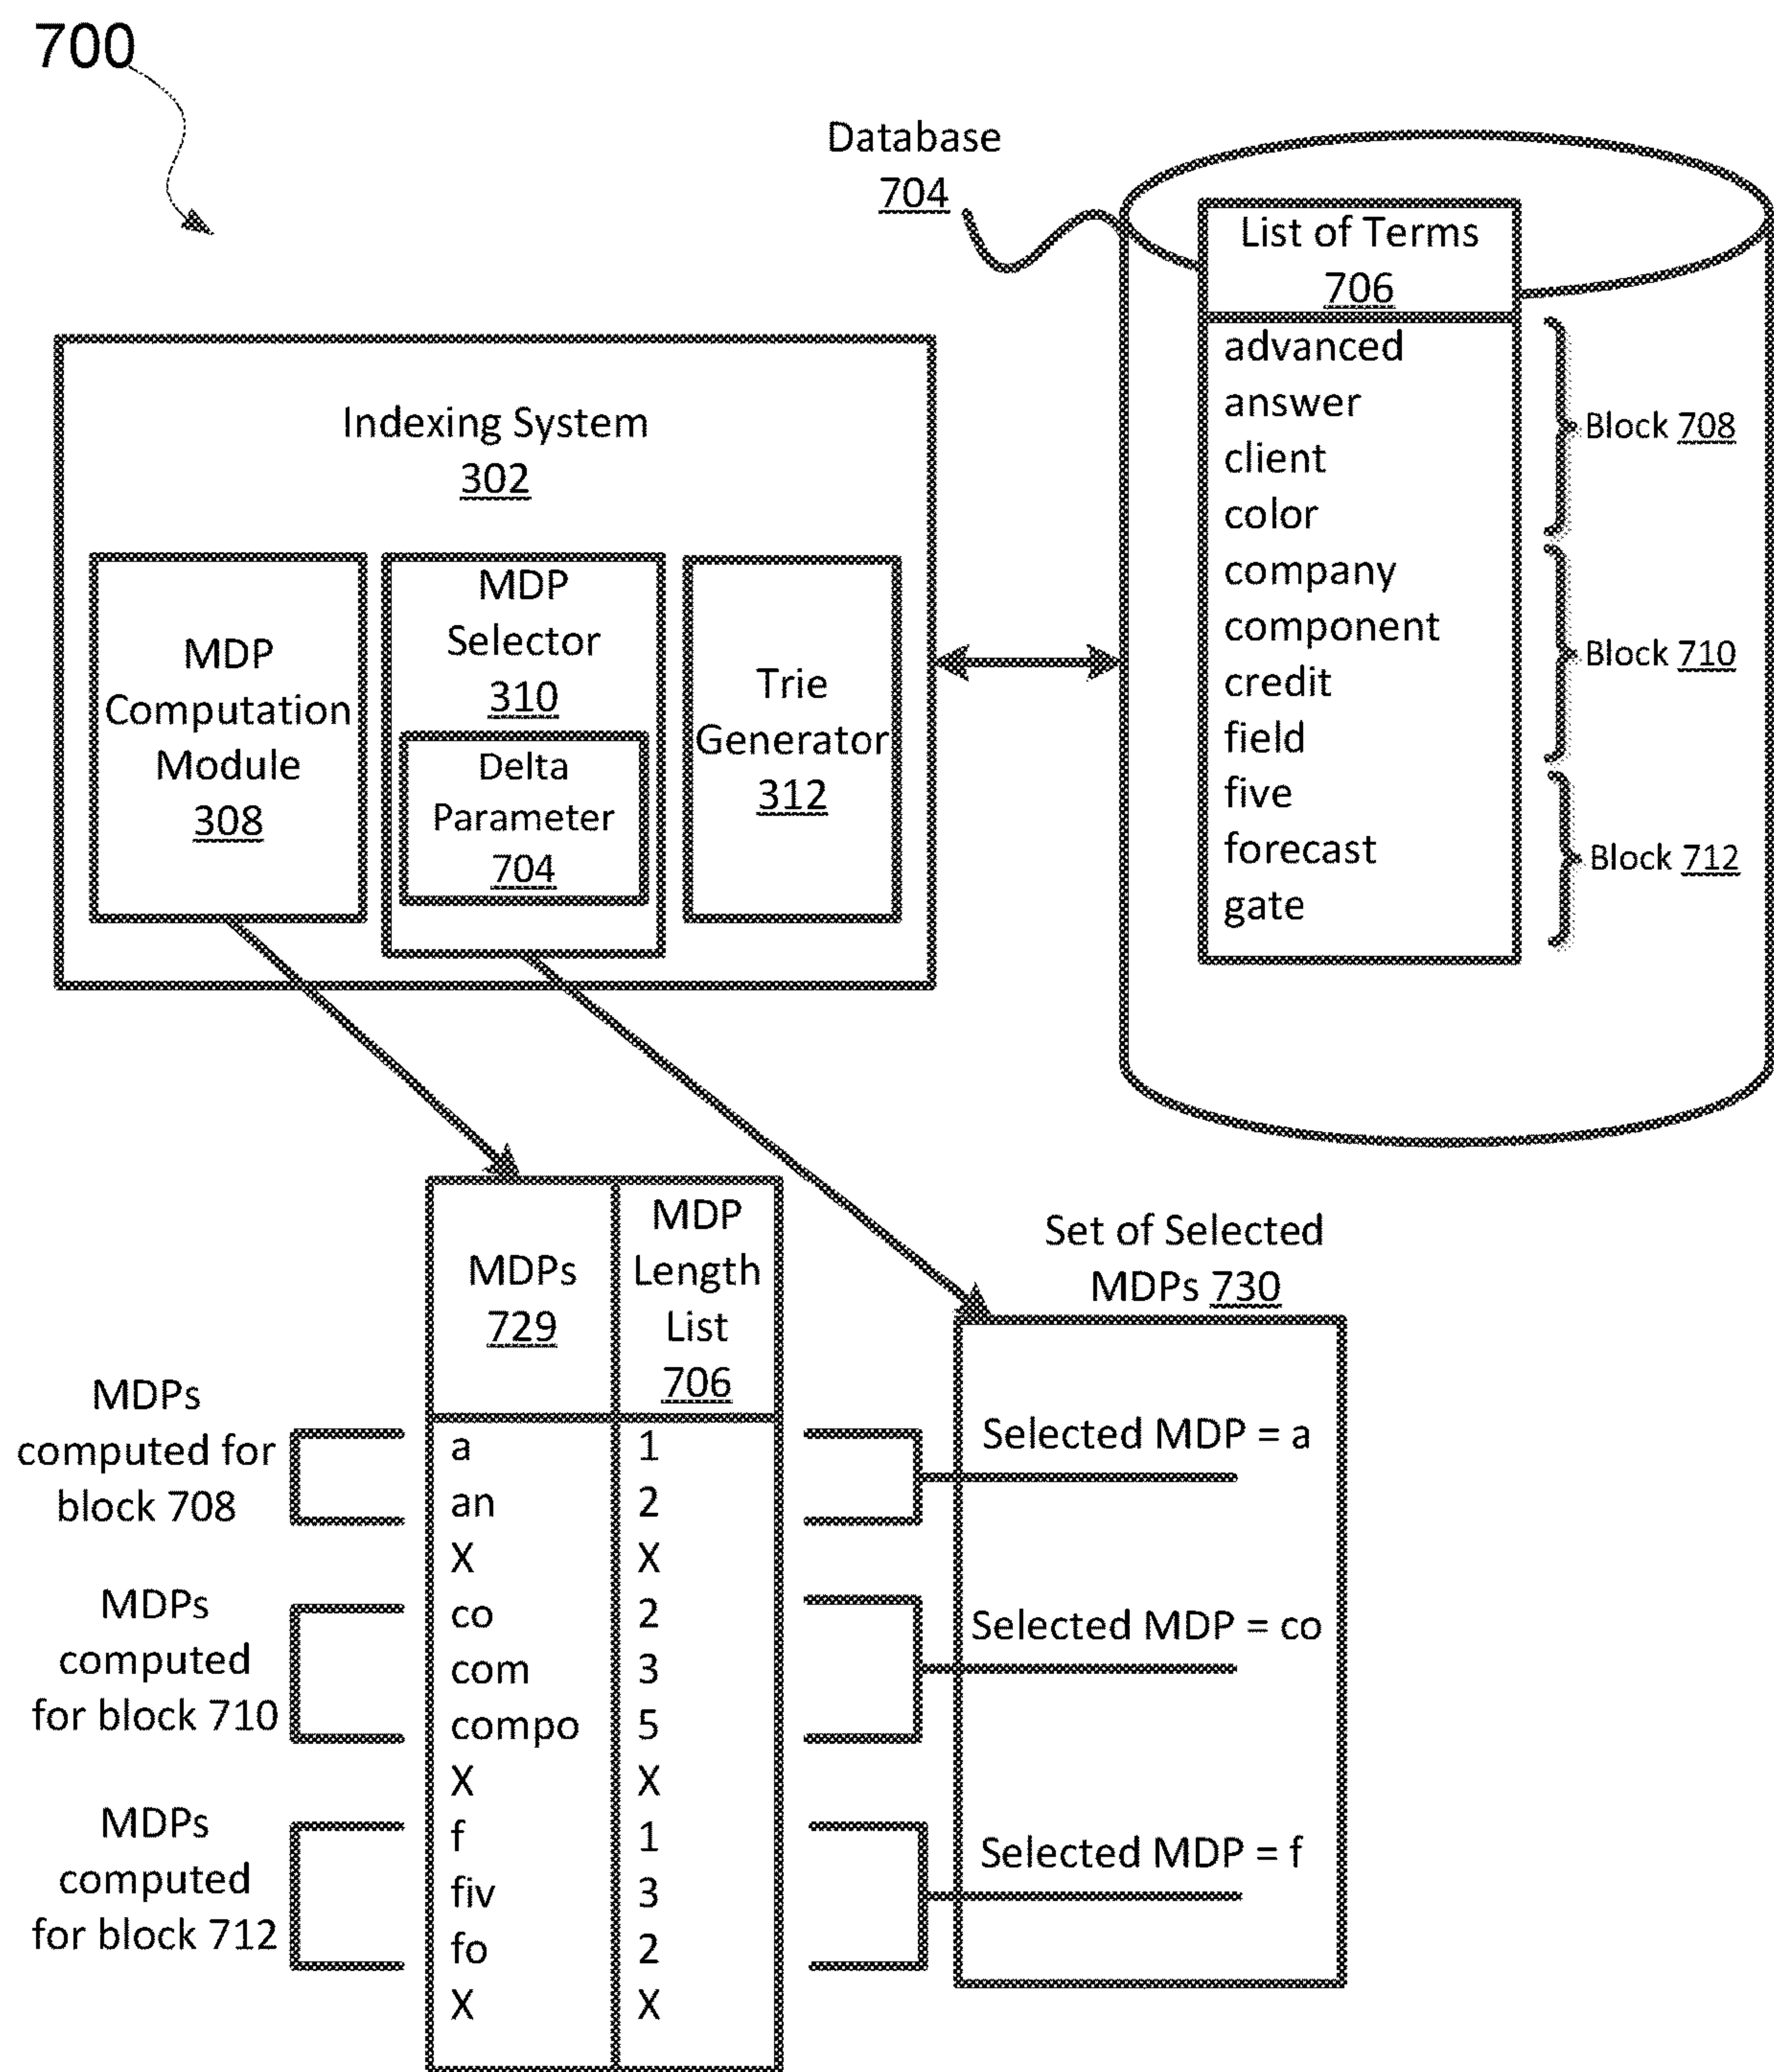 700
Database
704
List of Terms
706
advanced
answer
client
color
company
component
credit
field
five
forecast
gate
Block 708
Block 710
Block 712
Indexing System
302
MDP
Computation
Module
308
MDP
Selector
310
Delta
Parameter
704
Trie
Generator
312
MDPs
729
MDP
Length
List
706
a 1
an 2
X X
co 2
com 3
compo 5
X X
f 1
fiv 3
fo 2
X X
MDPs
computed for
block 708
MDPs
computed
for block 710
MDPs
computed
for block 712
Set of Selected
MDPs 730
Selected MDP = a
Selected MDP = co
Selected MDP = f